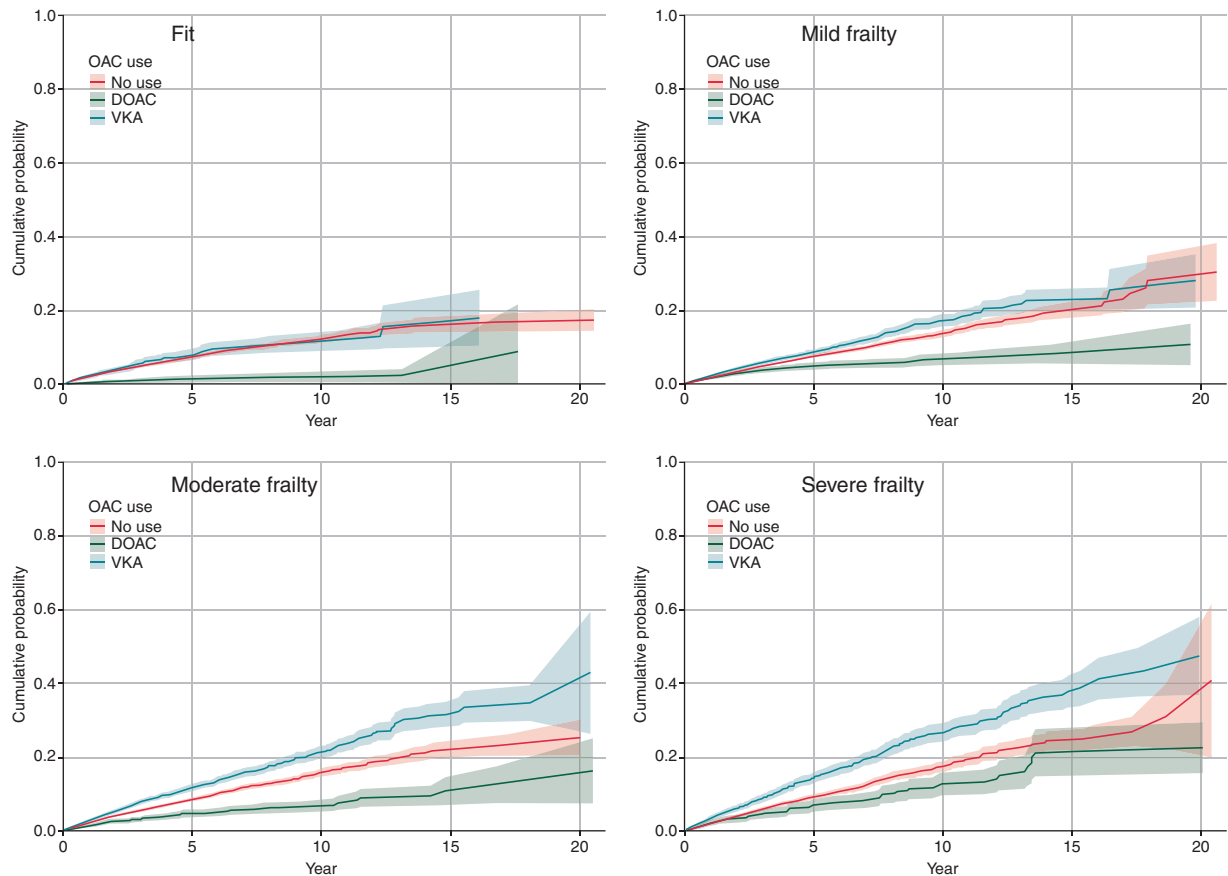 Fit
OAC use
No use
DOAC
VKA
Cumulative probability
1.0
0.8
0.6
0.4
0.2
0.0
0 5 10 15 20
Year
Mild frailty
OAC use
No use
DOAC
VKA
Cumulative probability
1.0
0.8
0.6
0.4
0.2
0.0
0 5 10 15 20
Year
Moderate frailty
OAC use
No use
DOAC
VKA
Cumulative probability
1.0
0.8
0.6
0.4
0.2
0.0
0 5 10 15 20
Year
Severe frailty
OAC use
No use
DOAC
VKA
Cumulative probability
1.0
0.8
0.6
0.4
0.2
0.0
0 5 10 15 20
Year